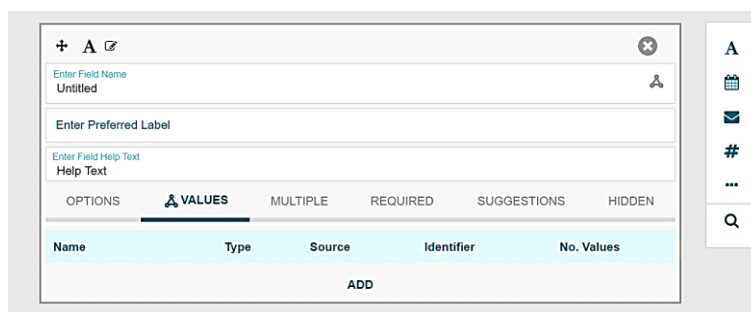 A
Enter Field Name
Untitled
Enter Preferred Label
Enter Field Help Text
Help Text
OPTIONS VALUES MULTIPLE REQUIRED SUGGESTIONS HIDDEN
Name Type Source Identifier No. Values
ADD
A
#
...